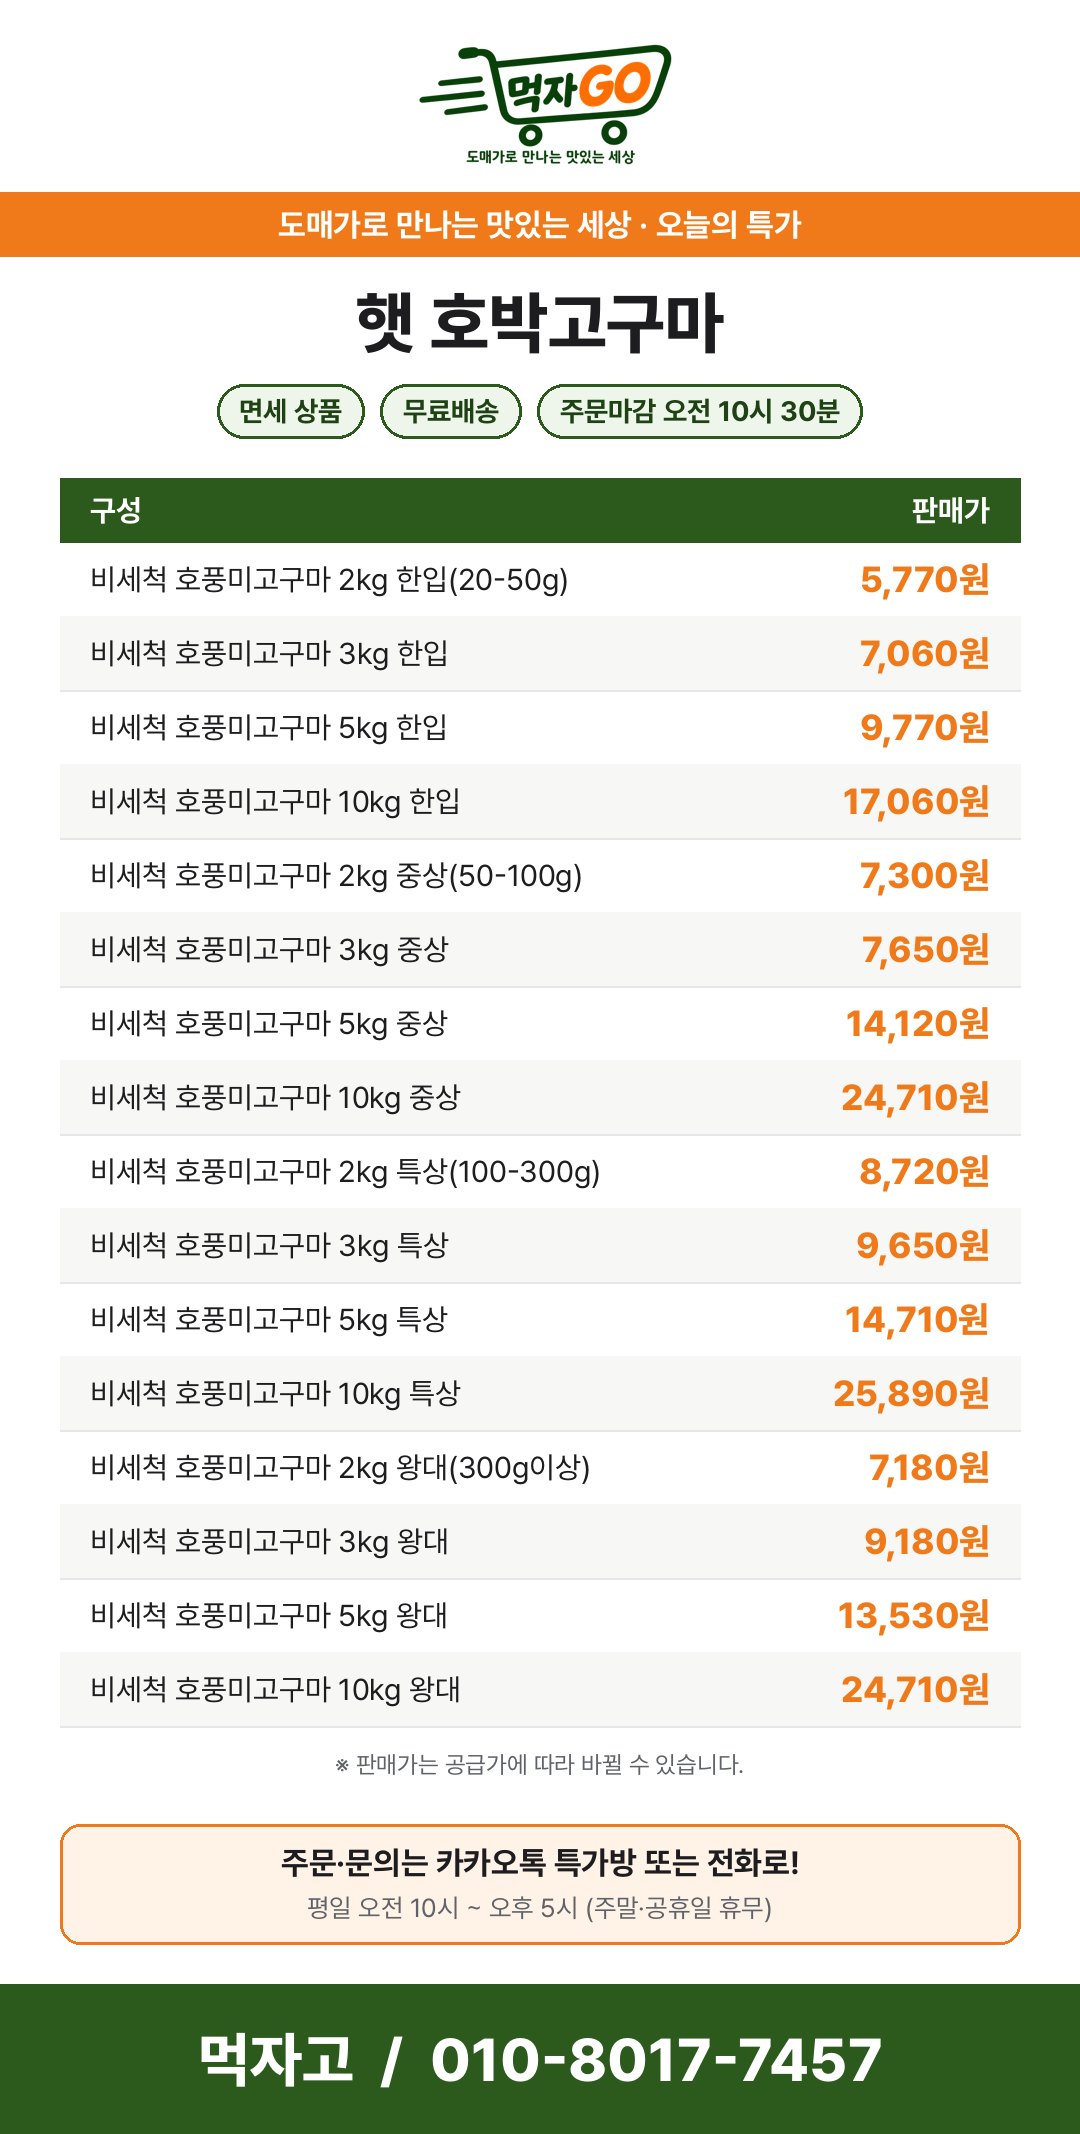 먹자GO
도매가로 만나는 맛있는 세상
도매가로 만나는 맛있는 세상 · 오늘의 특가
햇 호박고구마
면세 상품 무료배송 주문마감 오전 10시 30분
구성 판매가
비세척 호풍미고구마 2kg 한입(20-50g) 5,770원
비세척 호풍미고구마 3kg 한입 7,060원
비세척 호풍미고구마 5kg 한입 9,770원
비세척 호풍미고구마 10kg 한입 17,060원
비세척 호풍미고구마 2kg 중상(50-100g) 7,300원
비세척 호풍미고구마 3kg 중상 7,650원
비세척 호풍미고구마 5kg 중상 14,120원
비세척 호풍미고구마 10kg 중상 24,710원
비세척 호풍미고구마 2kg 특상(100-300g) 8,720원
비세척 호풍미고구마 3kg 특상 9,650원
비세척 호풍미고구마 5kg 특상 14,710원
비세척 호풍미고구마 10kg 특상 25,890원
비세척 호풍미고구마 2kg 왕대(300g이상) 7,180원
비세척 호풍미고구마 3kg 왕대 9,180원
비세척 호풍미고구마 5kg 왕대 13,530원
비세척 호풍미고구마 10kg 왕대 24,710원
※ 판매가는 공급가에 따라 바뀔 수 있습니다.
주문·문의는 카카오톡 특가방 또는 전화로!
평일 오전 10시 ~ 오후 5시 (주말·공휴일 휴무)
먹자고 / 010-8017-7457